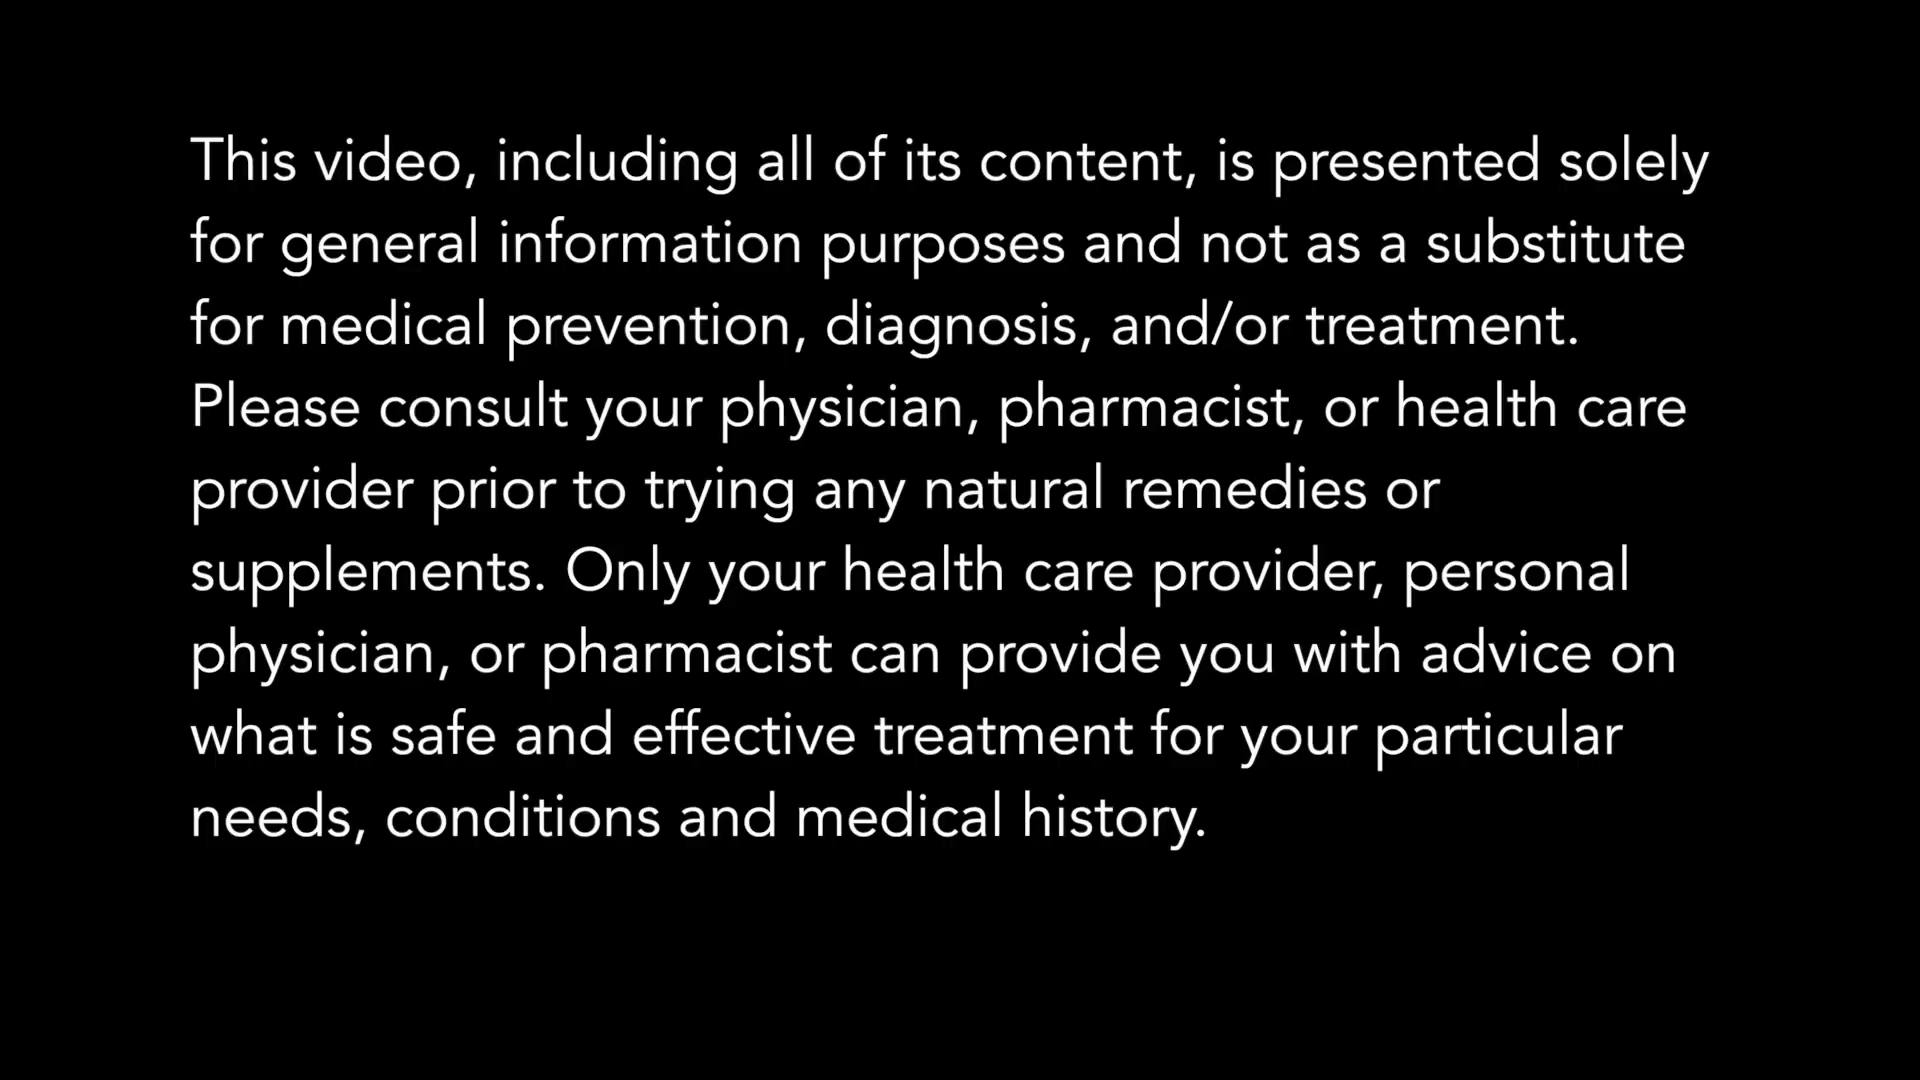 This video, including all of its content, is presented solely
for general information purposes and not as a substitute
for medical prevention, diagnosis, and/or treatment.
Please consult your physician, pharmacist, or health care
provider prior to trying any natural remedies or
supplements. Only your health care provider, personal
physician, or pharmacist can provide you with advice on
what is safe and effective treatment for your particular
needs, conditions and medical history.